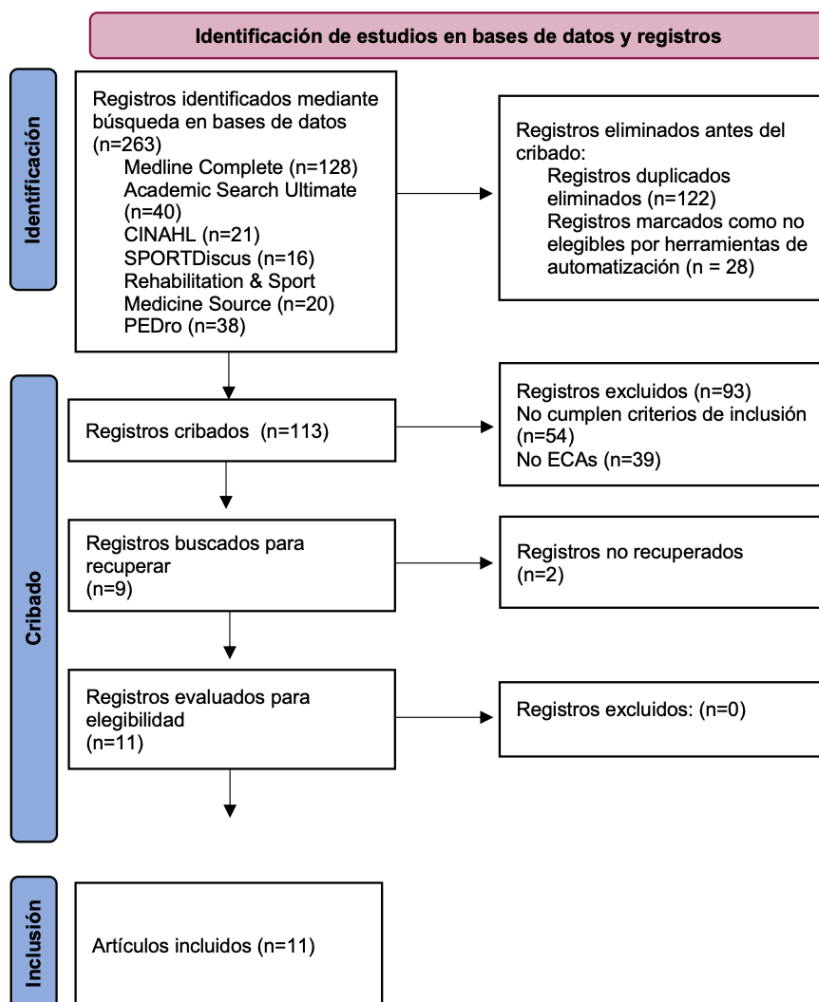 Identificación de estudios en bases de datos y registros
Identificación
Registros identificados mediante
búsqueda en bases de datos
(n=263)
Medline Complete (n=128)
Academic Search Ultimate
(n=40)
CINAHL (n=21)
SPORTDiscus (n=16)
Rehabilitation & Sport
Medicine Source (n=20)
PEDro (n=38)
Registros eliminados antes del
cribado:
Registros duplicados
eliminados (n=122)
Registros marcados como no
elegibles por herramientas de
automatización (n = 28)
Cribado
Registros cribados (n=113)
Registros excluidos (n=93)
No cumplen criterios de inclusión
(n=54)
No ECAs (n=39)
Registros buscados para
recuperar
(n=9)
Registros no recuperados
(n=2)
Registros evaluados para
elegibilidad
(n=11)
Registros excluidos: (n=0)
Inclusión
Artículos incluidos (n=11)